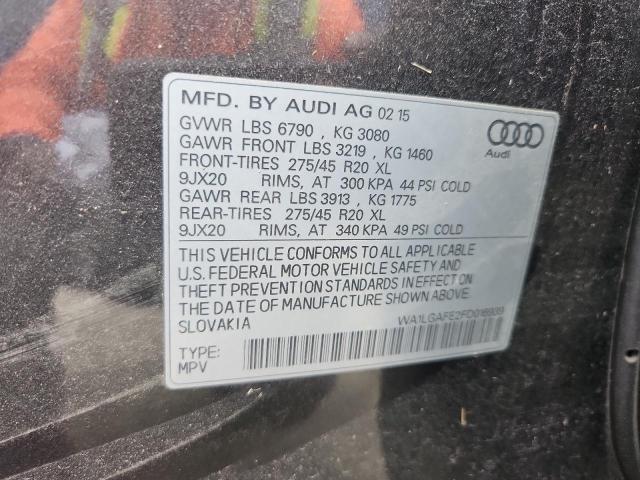 MFD. BY AUDI AG 02 15
GVWR LBS 6790 , KG 3080
GAWR FRONT LBS 3219 , KG 1460
FRONT-TIRES 275/45 R20 XL
9JX20 RIMS, AT 300 KPA 44 PSI COLD
GAWR REAR LBS 3913 , KG 1775
REAR-TIRES 275/45 R20 XL
9JX20 RIMS, AT 340 KPA 49 PSI COLD
Audi
THIS VEHICLE CONFORMS TO ALL APPLICABLE
U.S. FEDERAL MOTOR VEHICLE SAFETY AND
THEFT PREVENTION STANDARDS IN EFFECT ON
THE DATE OF MANUFACTURE SHOWN ABOVE.
SLOVAKIA
TYPE:
MPV